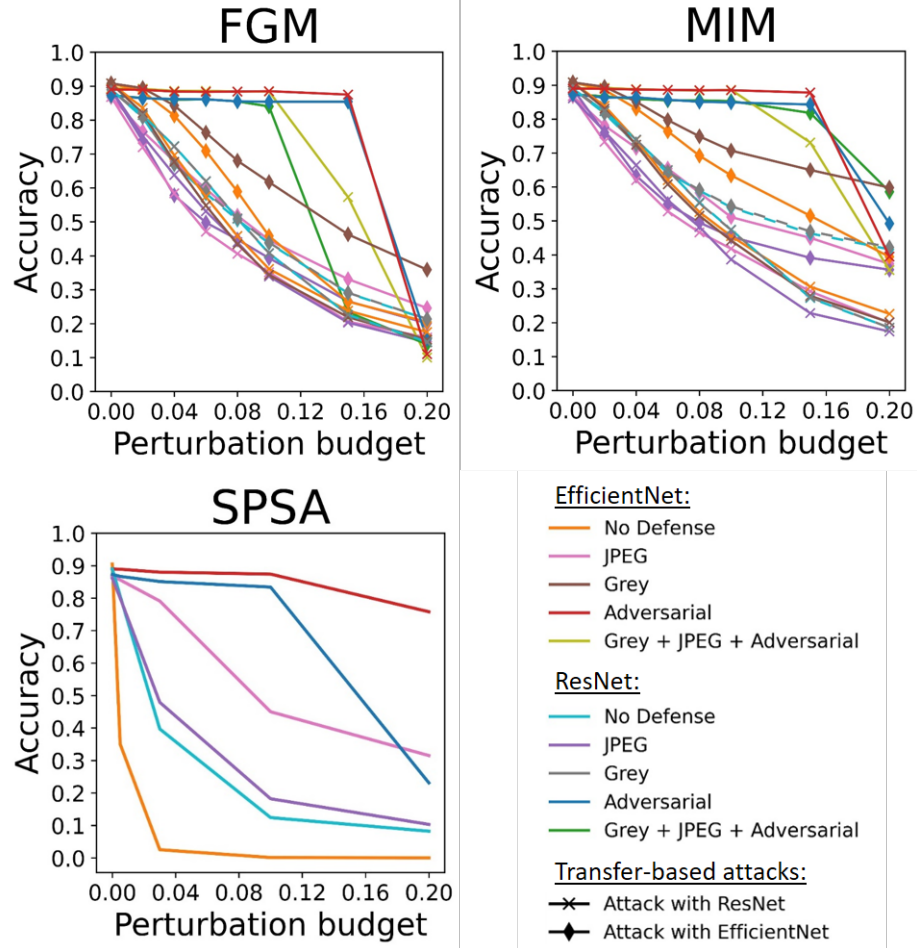 FGM
1.0
0.9
0.8
0.7
0.6
0.5
0.4
0.3
0.2
0.1
0.0
Accuracy
0.00 0.04 0.08 0.12 0.16 0.20
Perturbation budget
MIM
1.0
0.9
0.8
0.7
0.6
0.5
0.4
0.3
0.2
0.1
0.0
Accuracy
0.00 0.04 0.08 0.12 0.16 0.20
Perturbation budget
SPSA
1.0
0.9
0.8
0.7
0.6
0.5
0.4
0.3
0.2
0.1
0.0
Accuracy
0.00 0.04 0.08 0.12 0.16 0.20
Perturbation budget
EfficientNet:
No Defense
JPEG
Grey
Adversarial
Grey + JPEG + Adversarial
ResNet:
No Defense
JPEG
Grey
Adversarial
Grey + JPEG + Adversarial
Transfer-based attacks:
Attack with ResNet
Attack with EfficientNet